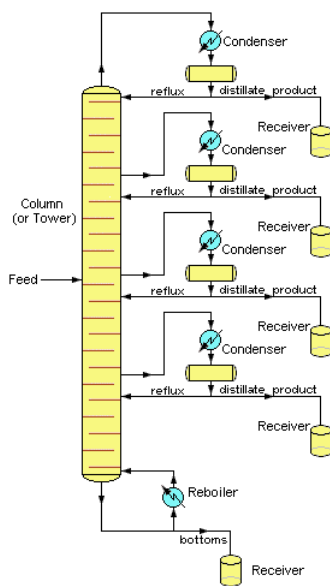 Condenser
reflux
distillate product
Receiver
Condenser
Column
(or Tower)
reflux
distillate product
Receiver
Condenser
Feed
reflux
distillate product
Receiver
Condenser
reflux
distillate product
Receiver
Reboiler
bottoms
Receiver